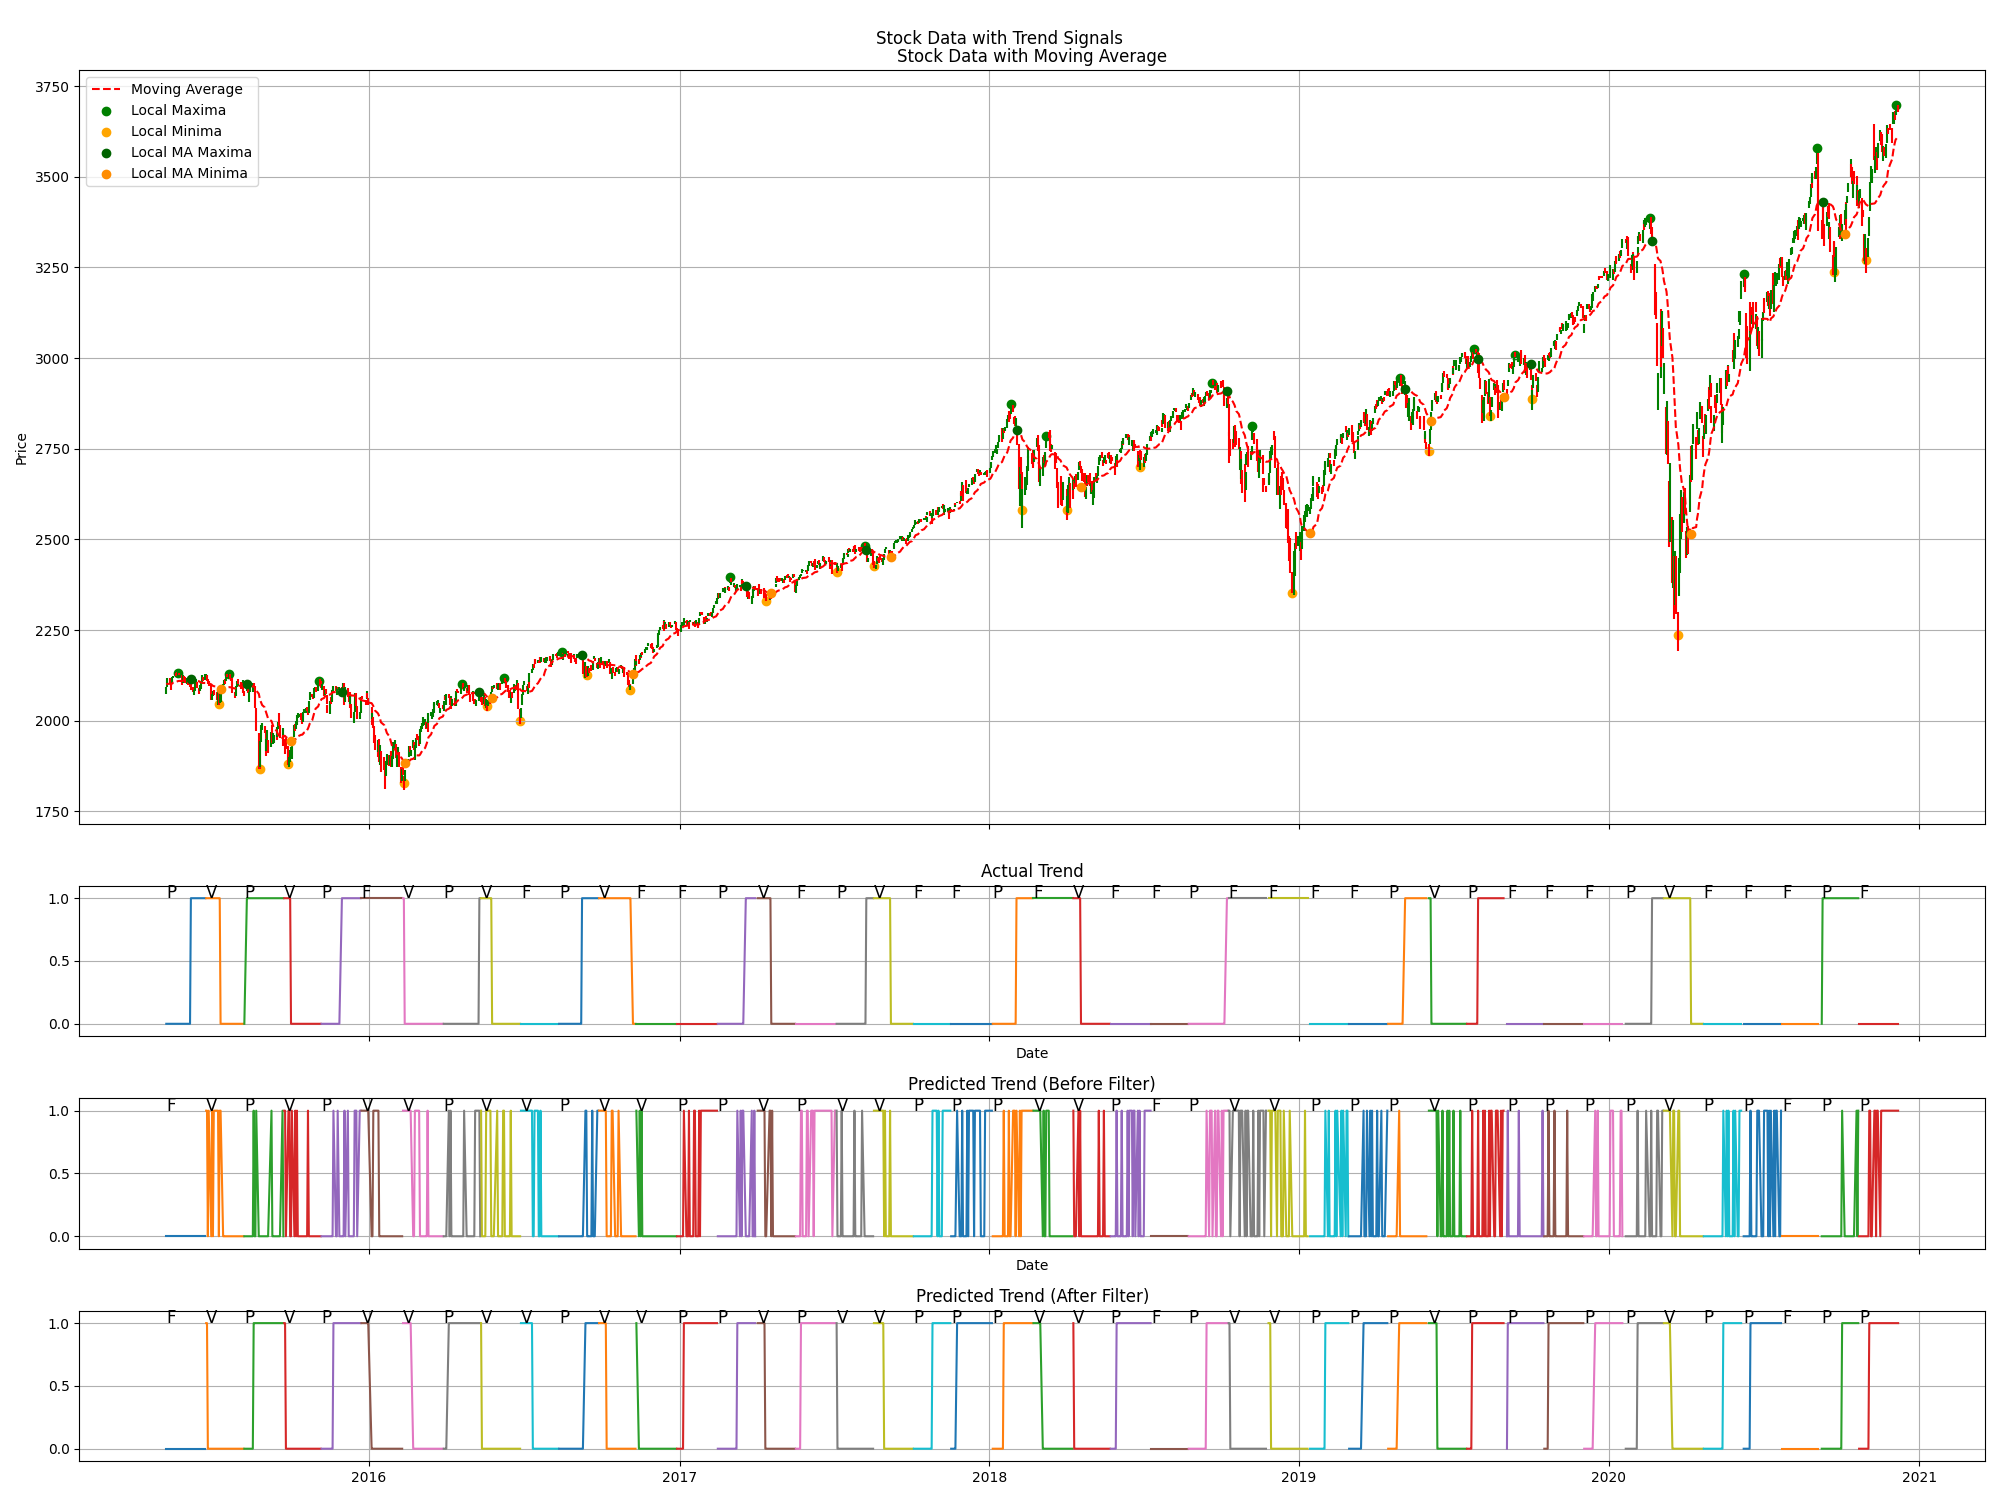 Stock Data with Trend Signals
Stock Data with Moving Average
3750
3500
3250
3000
2750
2500
2250
2000
1750
Price
Moving Average
Local Maxima
Local Minima
Local MA Maxima
Local MA Minima
Actual Trend
P V P V P F V P V F P V F F P V F P V F F P F V F F P F F F F P V P F F F P V F F F P F
1.0
0.5
0.0
Date
Predicted Trend (Before Filter)
F V P V P V V P V V P V V P P V P V V P P P V V P F P V V P P P V P P P P P V P P F P P
1.0
0.5
0.0
Date
Predicted Trend (After Filter)
F V P V P V V P V V P V V P P V P V V P P P V V P F P V V P P P V P P P P P V P P F P P
1.0
0.5
0.0
2016 2017 2018 2019 2020 2021